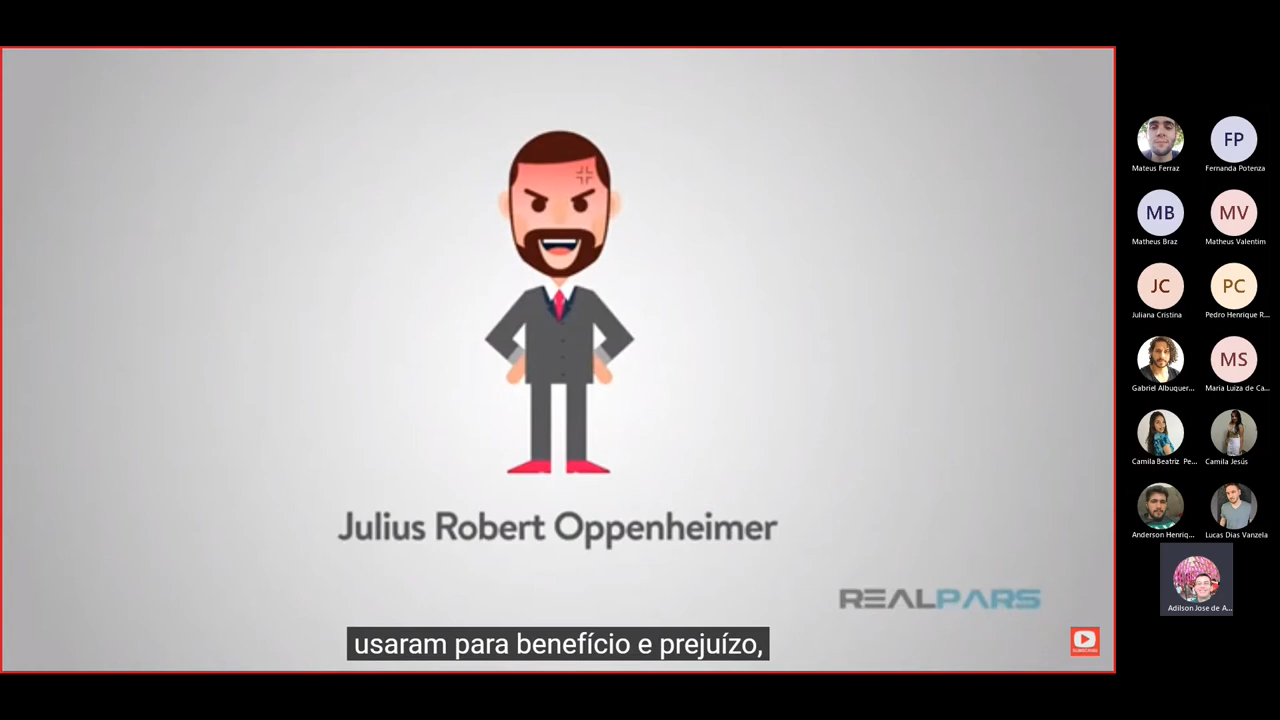 Julius Robert Oppenheimer
REALPARS
usaram para benefício e prejuízo,
Mateus Ferraz
FP
Fernanda Potenza
MB
Matheus Braz
MV
Matheus Valentim
JC
Juliana Cristina
PC
Pedro Henrique R...
Gabriel Albuquer...
MS
Maria Luiza de Ca...
Camila Beatriz Pe...
Camila Jesús
Anderson Henriq...
Lucas Dias Vanzela
Adilson Jose de A...